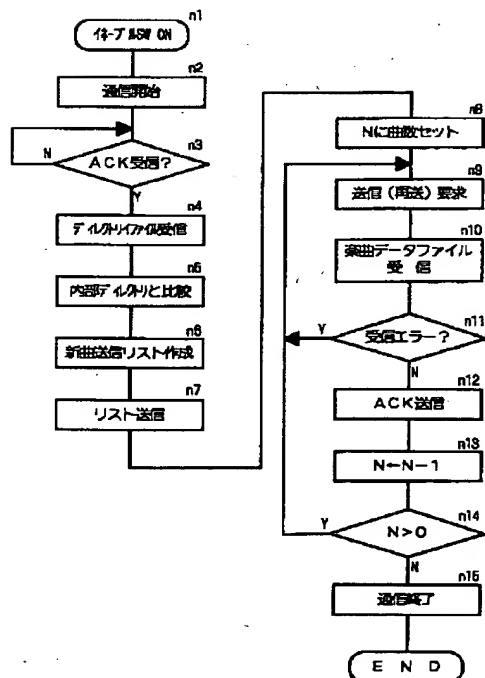 n1
イネーブルSW ON
n2
通信開始
n3
N
ACK受信?
Y
n4
ディレクトリファイル受信
n5
内部ディレクトリと比較
n6
新曲送信リスト作成
n7
リスト送信
n8
Nに曲数セット
n9
送信(再送)要求
n10
楽曲データファイル
受信
n11
Y
受信エラー?
N
n12
ACK送信
n13
N←N-1
n14
Y
N>0
N
n15
通信終了
END